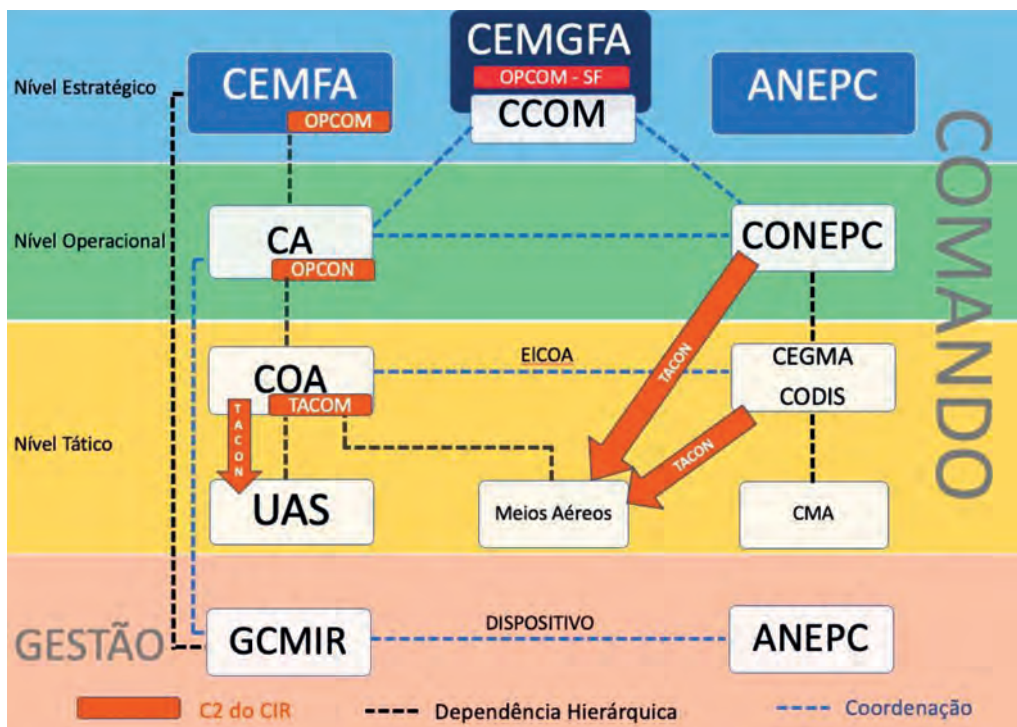 CEMGFA
OPCOM - SF
CCOM
Nível Estratégico
CEMFA
OPCOM
ANEPC
COMANDO
Nível Operacional
CA
OPCON
CONEPC
Nível Tático
COA
TACOM
EICOA
CEGMA
CODIS
TACON
TACON
TACON
UAS
Meios Aéreos
CMA
GESTÃO
GCMIR
DISPOSITIVO
ANEPC
C2 do CIR
Dependência Hierárquica
Coordenação